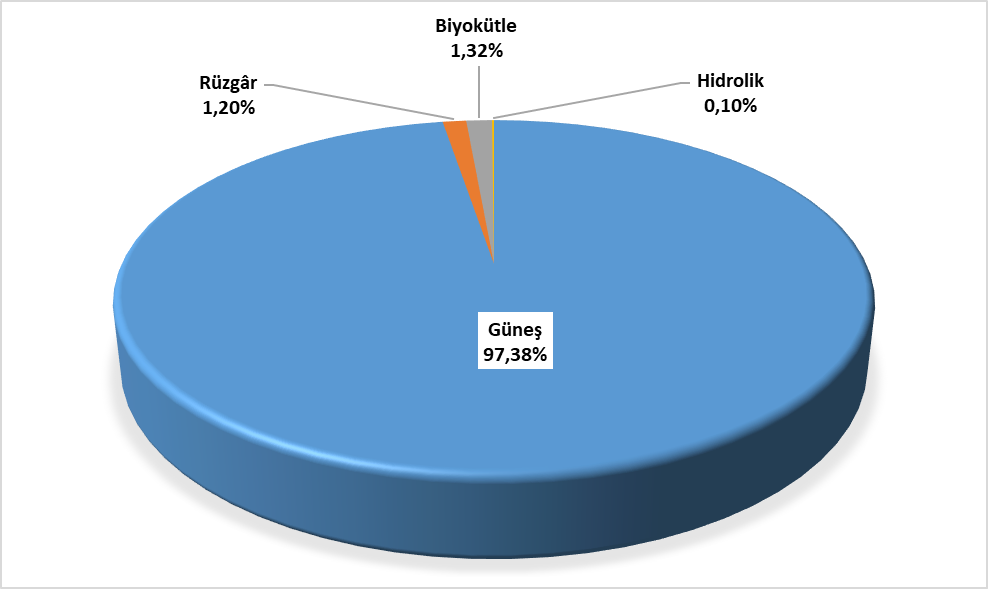 Biyokütle
1,32%
Rüzgâr
1,20%
Hidrolik
0,10%
Güneş
97,38%